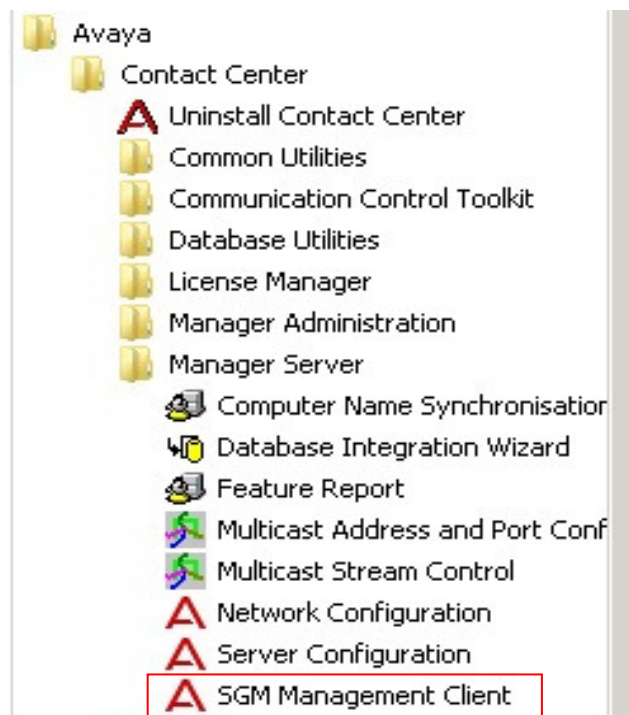 Avaya
Contact Center
Uninstall Contact Center
Common Utilities
Communication Control Toolkit
Database Utilities
License Manager
Manager Administration
Manager Server
Computer Name Synchronisation
Database Integration Wizard
Feature Report
Multicast Address and Port Conf
Multicast Stream Control
Network Configuration
Server Configuration
SGM Management Client